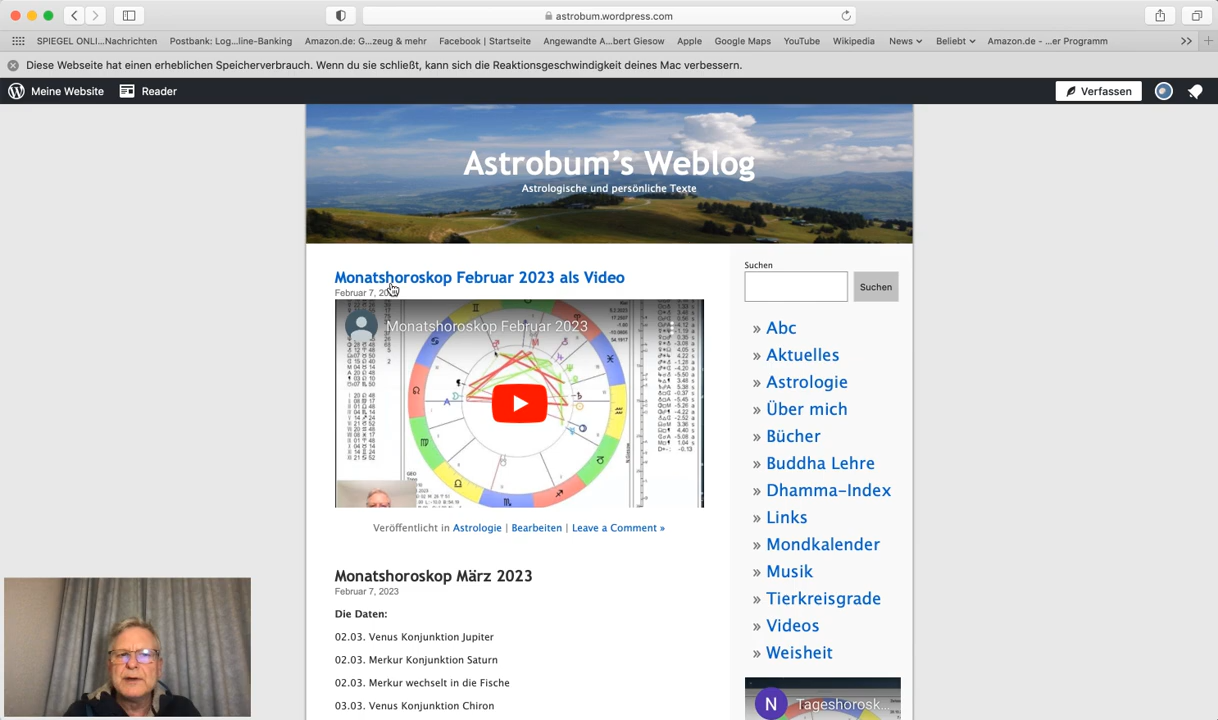 astrobum.wordpress.com
SPIEGEL ONLI...Nachrichten Postbank: Log...line-Banking Amazon.de: G...zeug & mehr Facebook | Startseite Angewandte A...bert Giesow Apple Google Maps YouTube Wikipedia News Beliebt Amazon.de - ...er Programm
Diese Webseite hat einen erheblichen Speicherverbrauch. Wenn du sie schließt, kann sich die Reaktionsgeschwindigkeit deines Mac verbessern.
Meine Website Reader Verfassen
Astrobum's Weblog
Astrologische und persönliche Texte
Monatshoroskop Februar 2023 als Video
Februar 7,
Monatshoroskop Februar 2023
Veröffentlicht in Astrologie | Bearbeiten | Leave a Comment »
Monatshoroskop März 2023
Februar 7, 2023
Die Daten:
02.03. Venus Konjunktion Jupiter
02.03. Merkur Konjunktion Saturn
02.03. Merkur wechselt in die Fische
03.03. Venus Konjunktion Chiron
Suchen
Suchen
» Abc
» Aktuelles
» Astrologie
» Über mich
» Bücher
» Buddha Lehre
» Dhamma-Index
» Links
» Mondkalender
» Musik
» Tierkreisgrade
» Videos
» Weisheit
N Tageshorosk...